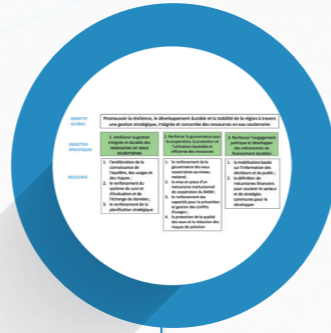 OBJECTIF
GLOBAL
Promouvoir la résilience, le développement durable et la stabilité de la région à travers
une gestion stratégique, intégrée et concertée des ressources en eau souterraine
OBJECTIFS
SPÉCIFIQUES
1. Améliorer la gestion
intégrée et durable des
ressources en eaux
souterraines
2. Renforcer la gouvernance pour
la coopération, la protection et
l'utilisation équitable et
efficiente des ressources
3. Renforcer l'engagement
politique et développer
des mécanismes de
financement durables
RÉSULTATS
1. l'amélioration de la
connaissance de
l'aquifère, des usages et
des risques ;
2. le renforcement du
système de suivi et
d'évaluation et de
l'échange de données ;
3. le renforcement de la
planification stratégique
1. le renforcement de la
gouvernance des eaux
souterraines au niveau
national;
2. la mise en place d'un
mécanisme institutionnel
de coopération du
3. le renforcement des
capacités pour la prévention
et gestion des conflits
d'usages ;
4. la protection de la qualité
des eaux et la réduction des
risques de pollution
1. la mobilisation basée
sur l'information des
décideurs et du public ;
2. la définition de
mécanismes financiers
pour soutenir le secteur
et de stratégies
communes pour le
développer